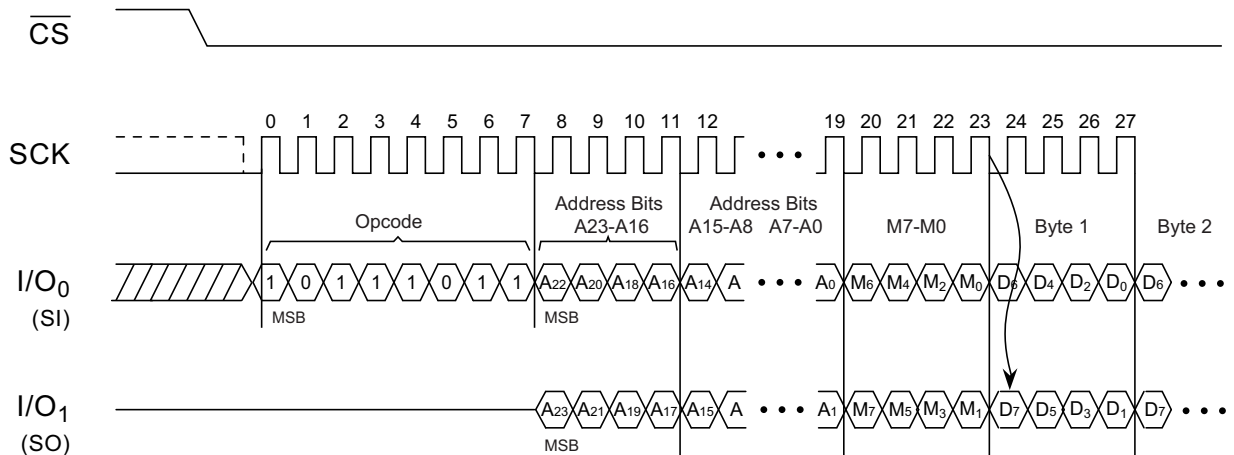 CS
0 1 2 3 4 5 6 7 8 9 10 11 12 19 20 21 22 23 24 25 26 27
SCK
Opcode
Address Bits
A23-A16
Address Bits
A15-A8 A7-A0
M7-M0
Byte 1
Byte 2
I/O0 1 0 1 1 1 0 1 1 A22 A20 A18 A16 A14 A A0 M6 M4 M2 M0 D6 D4 D2 D0 D6
(SI)
MSB MSB
I/O1 A23 A21 A19 A17 A15 A A1 M7 M5 M3 M1 D7 D5 D3 D1 D7
(SO)
MSB